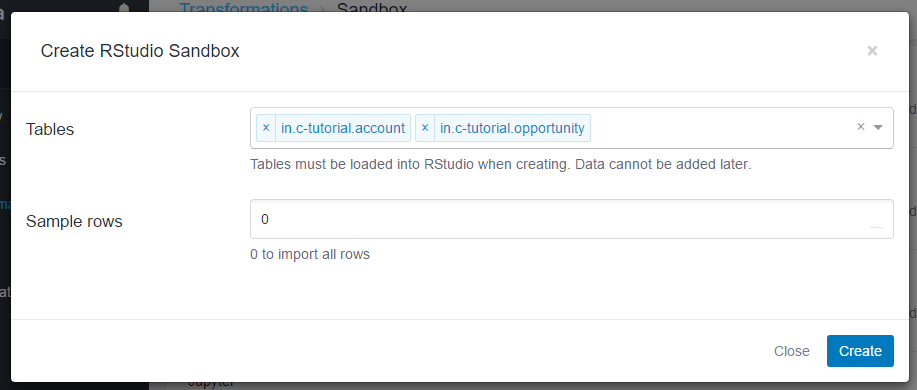 Transformations > Sandbox
Create RStudio Sandbox ×
Tables
× in.c-tutorial.account × in.c-tutorial.opportunity ×
Tables must be loaded into RStudio when creating. Data cannot be added later.
Sample rows
0
0 to import all rows
Close Create
Jupyter